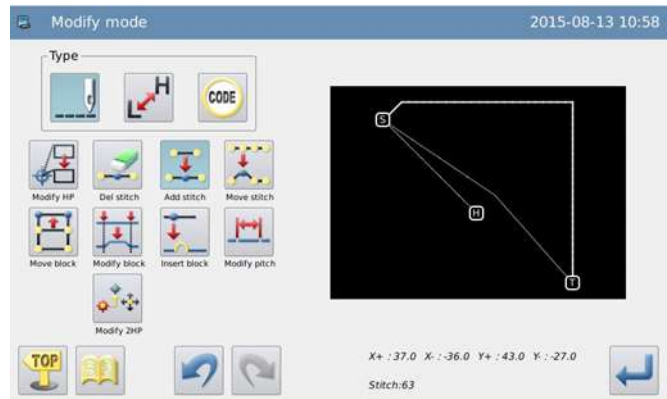 Modify mode 2015-08-13 10:58
Type
H L
CODE
Modify HP Del stitch Add stitch Move stitch
Move block Modify block Insert block Modify pitch
Modify 2HP
S
H
T
TOP
X+ : 37.0 X- : -36.0 Y+ : 43.0 Y- : -27.0
Stitch:63